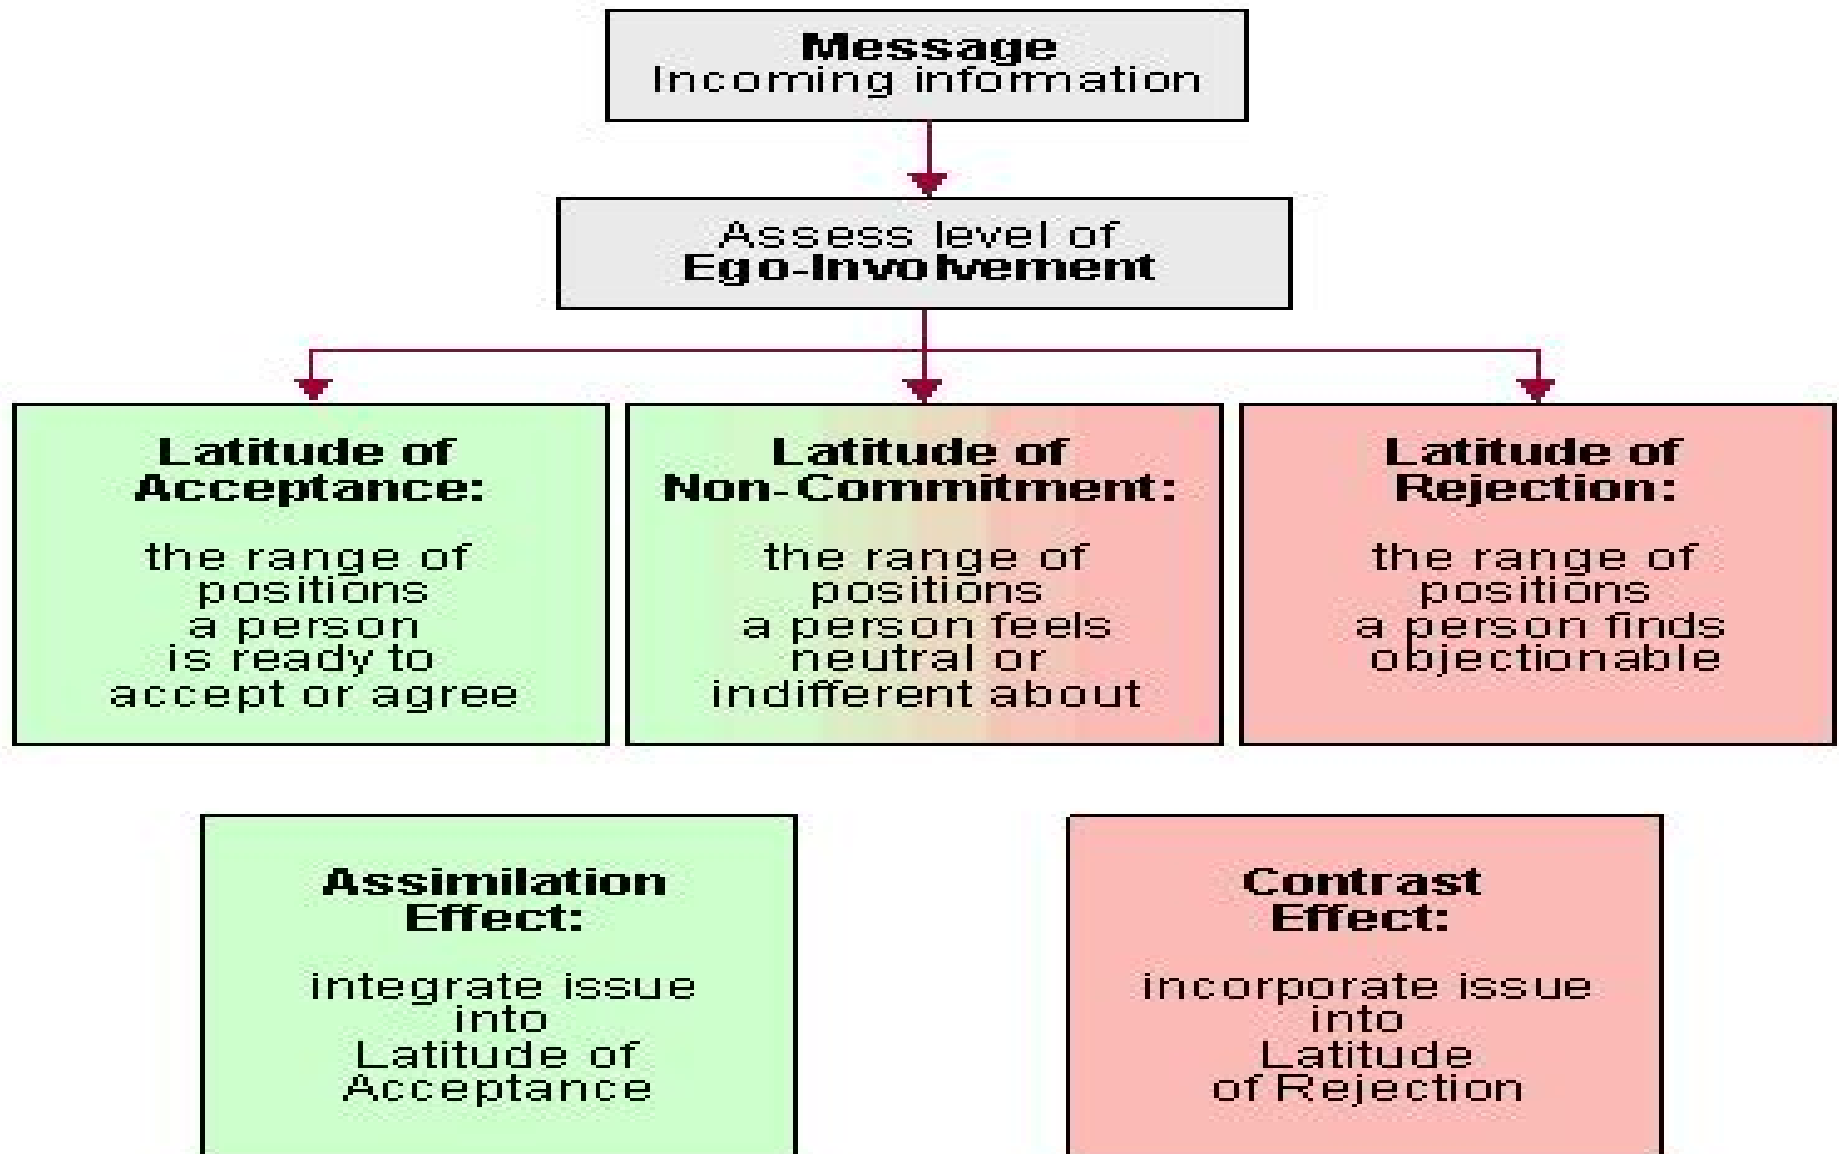 Message
Incoming information
Assess level of
Ego-Involvement
Latitude of
Acceptance:
the range of
positions
a person
is ready to
accept or agree
Latitude of
Non-Commitment:
the range of
positions
a person feels
neutral or
indifferent about
Latitude of
Rejection:
the range of
positions
a person finds
objectionable
Assimilation
Effect:
integrate issue
into
Latitude of
Acceptance
Contrast
Effect:
incorporate issue
into
Latitude
of Rejection